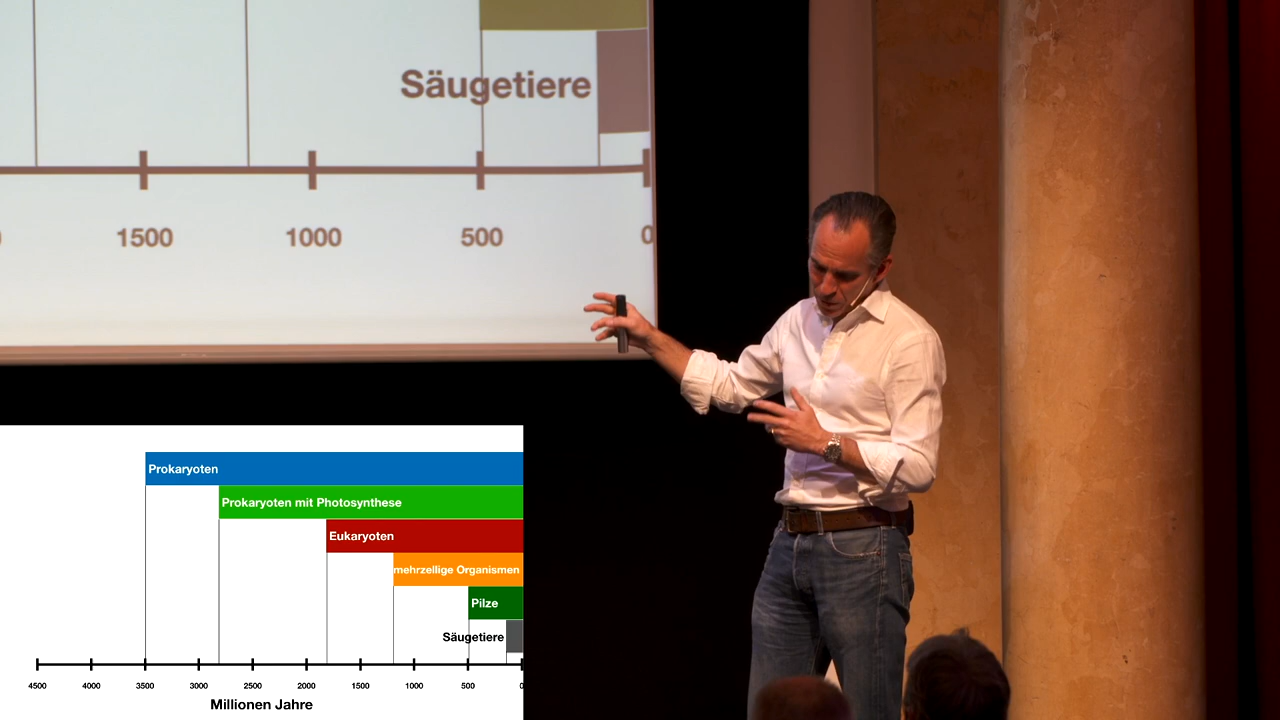 Säugetiere
1500 1000 500 0
Prokaryoten
Prokaryoten mit Photosynthese
Eukaryoten
mehrzellige Organismen
Pilze
Säugetiere
4500 4000 3500 3000 2500 2000 1500 1000 500 0
Millionen Jahre